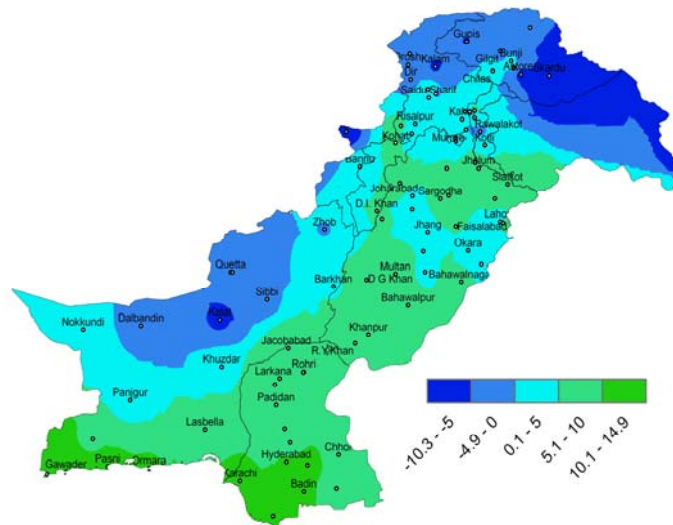 Gupis
Drosh Kalam
Bunji
Gilgit
Dir
Astore Skardu
Chilas
Saidu Sharif
Kakul
Risalpur
Rawalakot
Kohat
Murree
Kotli
Bannu
Jhelum
Sialkot
Joharabad
Sargodha
D.I. Khan
Zhob
Jhang
Faisalabad
Laho
Okara
Quetta
Multan
Barkhan
D G Khan
Bahawalnaga
Sibbi
Bahawalpur
Kalat
Nokkundi
Dalbandin
Khanpur
Jacobabad
R. Y. Khan
Khuzdar
Rohri
Larkana
Panjgur
Padidan
Lasbella
Chhor
Pasni
Ormara
Hyderabad
Gawader
Karachi
Badin
-10.3 - -5
-4.9 - 0
0.1 - 5
5.1 - 10
10.1 - 14.9